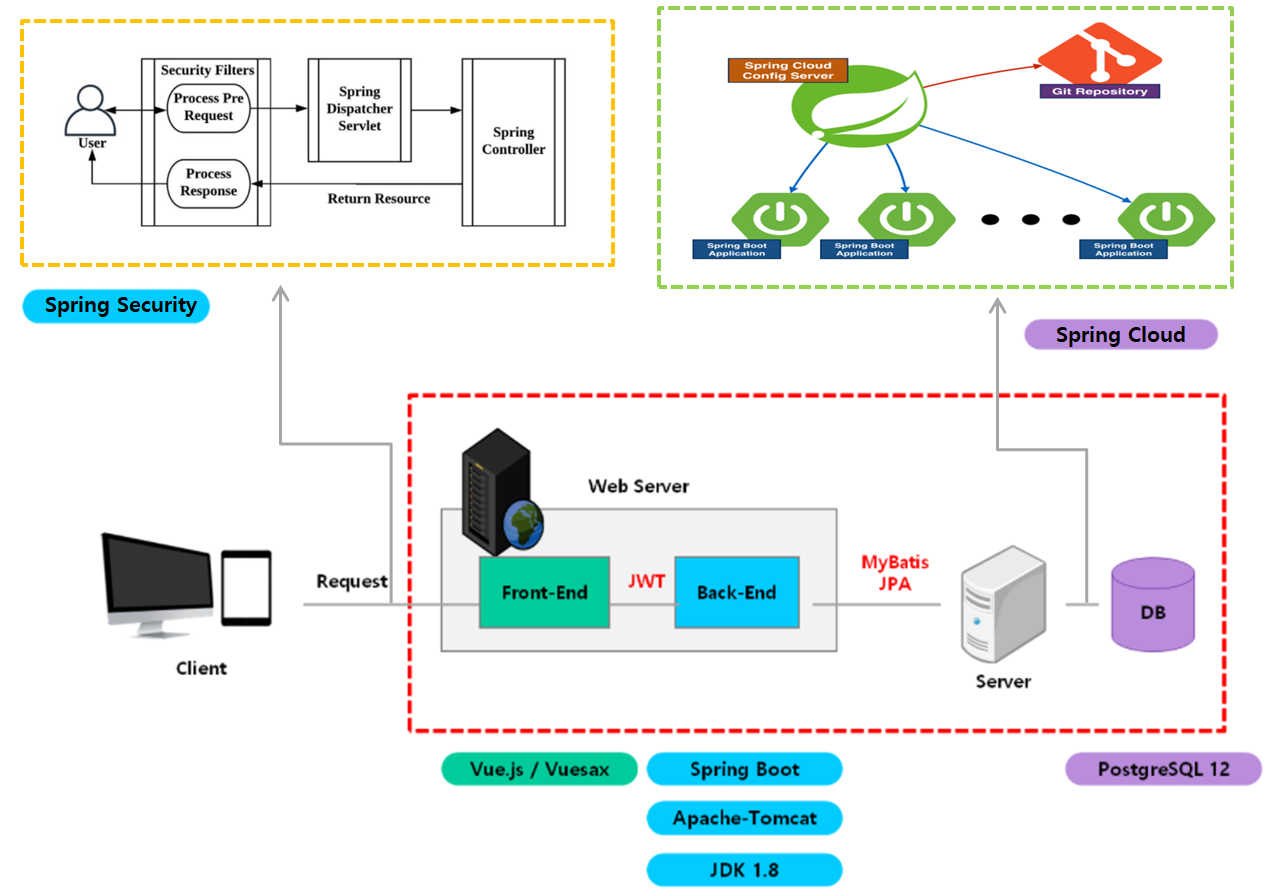 Security Filters
Process Pre
Request
Process
Response
User
Spring
Dispatcher
Servlet
Spring
Controller
Return Resource
Spring Security
Spring Cloud
Config Server
Git Repository
Spring Boot
Application
Spring Boot
Application
Spring Boot
Application
Spring Cloud
Web Server
Request
Front-End
JWT
Back-End
MyBatis
JPA
DB
Client
Server
Vue.js / Vuesax
Spring Boot
Apache-Tomcat
JDK 1.8
PostgreSQL 12